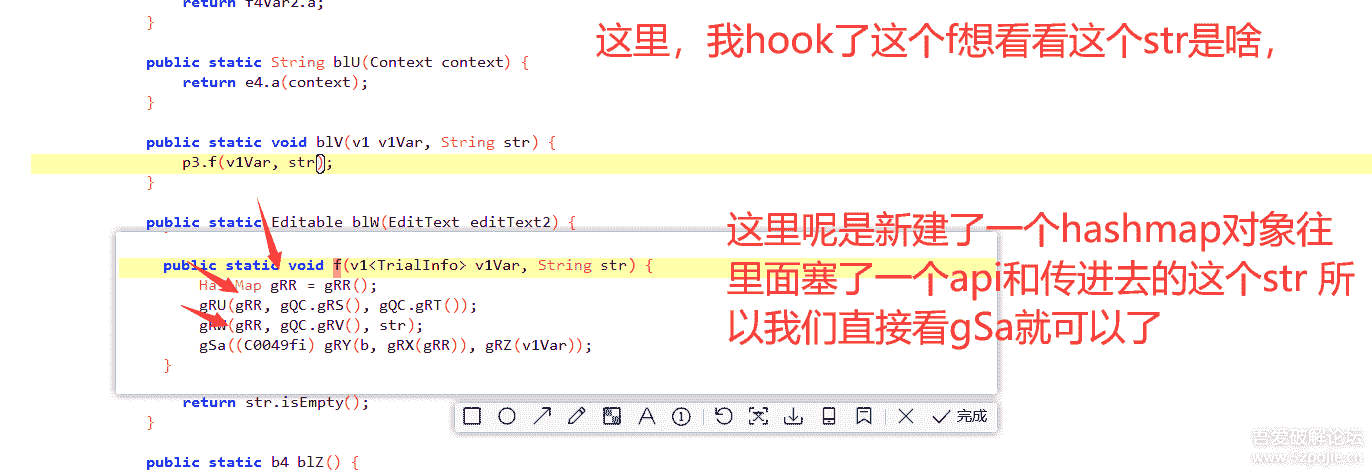 return f4Var2.a;
}
这里，我hook了这个f想看看这个str是啥，
public static String blU(Context context) {
return e4.a(context);
}
public static void blV(v1 v1Var, String str) {
p3.f(v1Var, str);
}
public static Editable blW(EditText editText2) {
这里呢是新建了一个hashmap对象往
里面塞了一个api和传进去的这个str 所
以我们直接看gSa就可以了
public static void f(v1<TrialInfo> v1Var, String str) {
HashMap gRR = gRR();
gRU(gRR, gQC.gRS(), gQC.gRT());
gRW(gRR, gQC.gRV(), str);
gSa((C0049fi) gRY(b, gRX(gRR)), gRZ(v1Var));
}
return str.isEmpty();
}
完成
public static b4 blZ() {
吾爱破解论坛
www.52pojie.cn